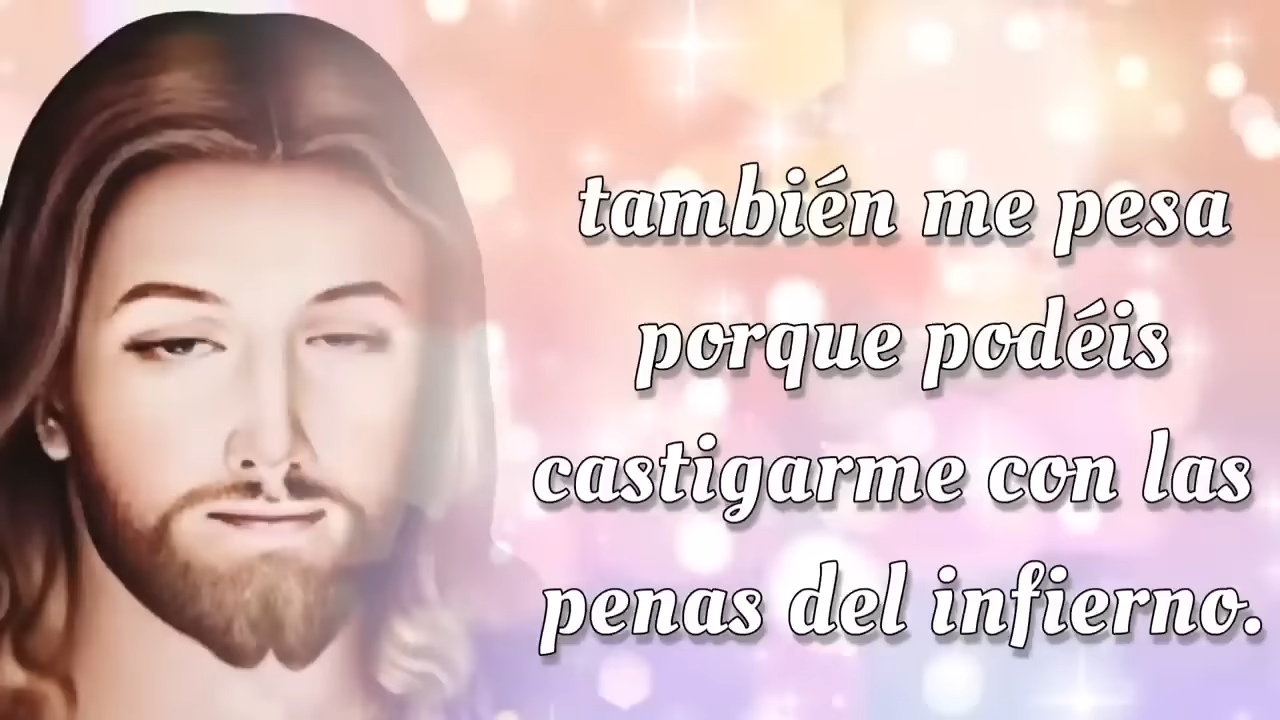 también me pesa
porque podéis
castigarme con las
penas del infierno.